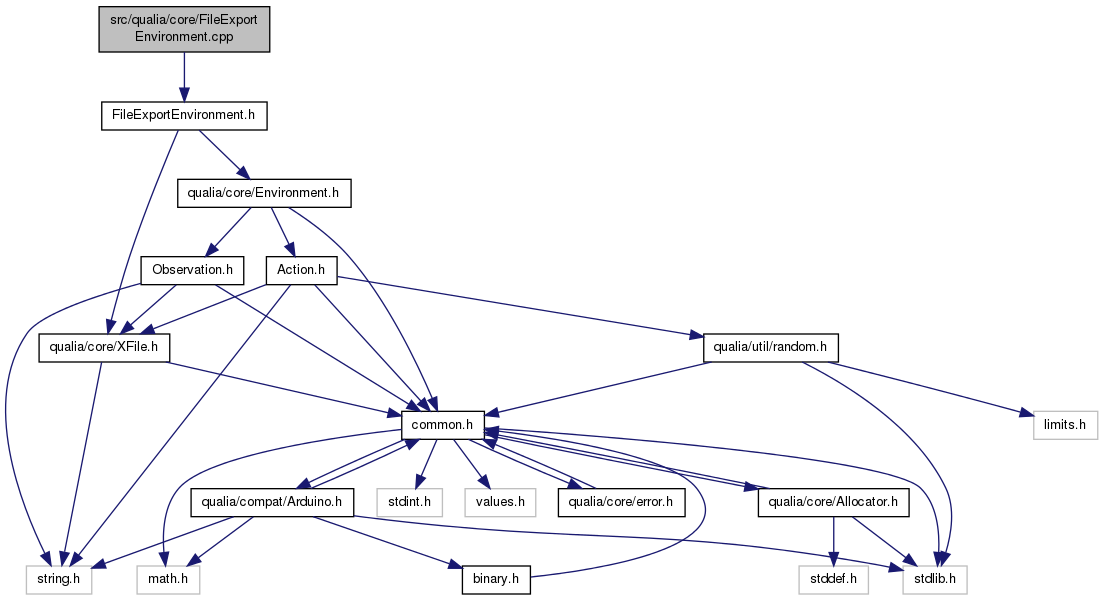 src/qualia/core/FileExport
Environment.cpp
FileExportEnvironment.h
qualia/core/Environment.h
Observation.h
Action.h
qualia/core/XFile.h
qualia/util/random.h
common.h
limits.h
qualia/compat/Arduino.h
stdint.h
values.h
qualia/core/error.h
qualia/core/Allocator.h
string.h
math.h
binary.h
stddef.h
stdlib.h